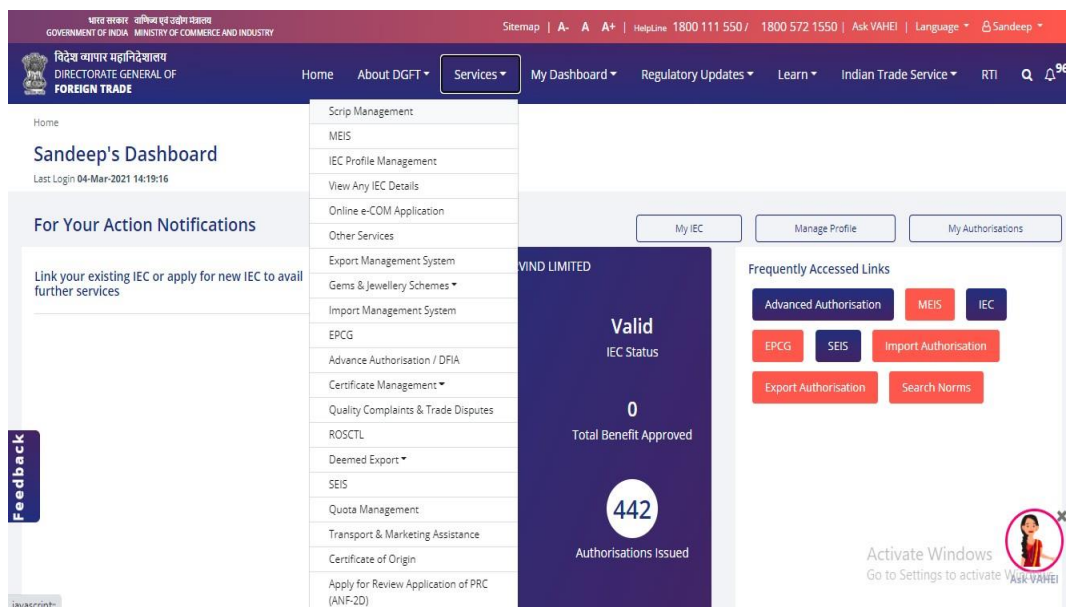 भारत सरकार वाणिज्य एवं उद्योग मंत्रालय
GOVERNMENT OF INDIA MINISTRY OF COMMERCE AND INDUSTRY
Sitemap | A- A A+ | HelpLine 1800 111 550 / 1800 572 1550 | Ask VAHEI | Language Sandeep
विदेश व्यापार महानिदेशालय
DIRECTORATE GENERAL OF
FOREIGN TRADE
Home About DGFT Services My Dashboard Regulatory Updates Learn Indian Trade Service RTI 96
Home
Sandeep's Dashboard
Last Login 04-Mar-2021 14:19:16
Scrip Management
MEIS
IEC Profile Management
View Any IEC Details
Online e-COM Application
Other Services
Export Management System
Gems & Jewellery Schemes
Import Management System
EPCG
Advance Authorisation / DFIA
Certificate Management
Quality Complaints & Trade Disputes
ROSCTL
Deemed Export
SEIS
Quota Management
Transport & Marketing Assistance
Certificate of Origin
Apply for Review Application of PRC
(ANF-2D)
For Your Action Notifications
My IEC Manage Profile My Authorisations
Link your existing IEC or apply for new IEC to avail
further services
VIND LIMITED
Valid
IEC Status
0
Total Benefit Approved
442
Authorisations Issued
Frequently Accessed Links
Advanced Authorisation MEIS IEC
EPCG SEIS Import Authorisation
Export Authorisation Search Norms
Feedback
Activate Windows
Go to Settings to activate
Ask VAHEI